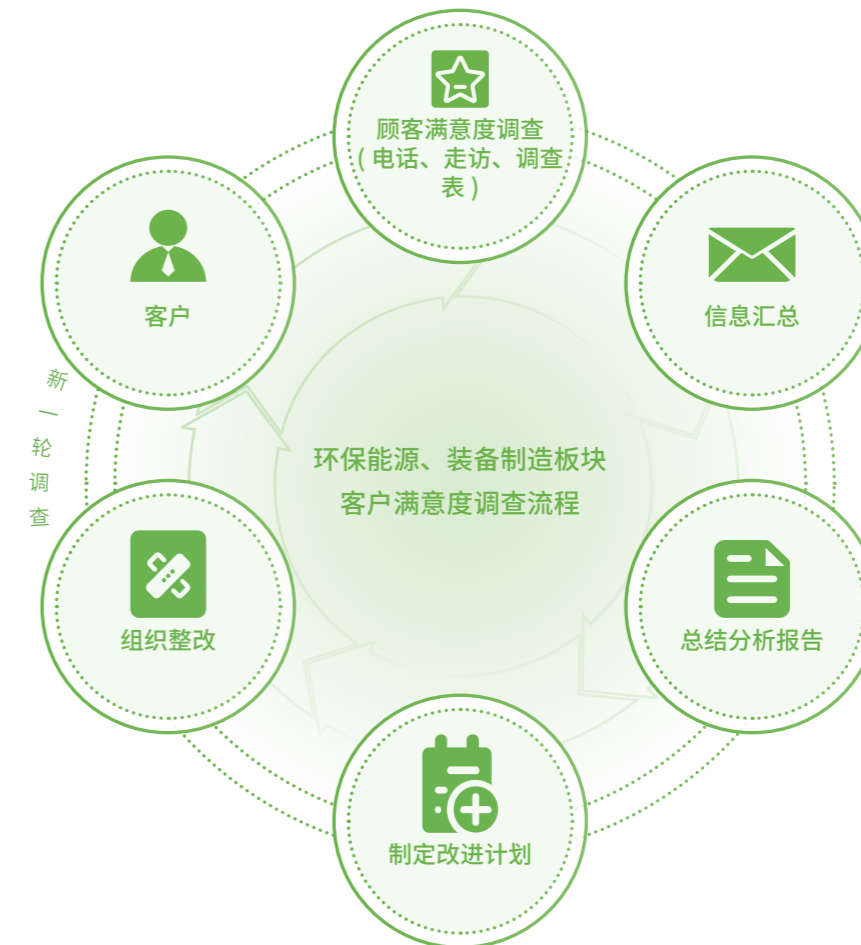 顾客满意度调查
（电话、走访、调查
表）
客户
信息汇总
新一轮调查
环保能源、装备制造板块
客户满意度调查流程
组织整改
总结分析报告
制定改进计划